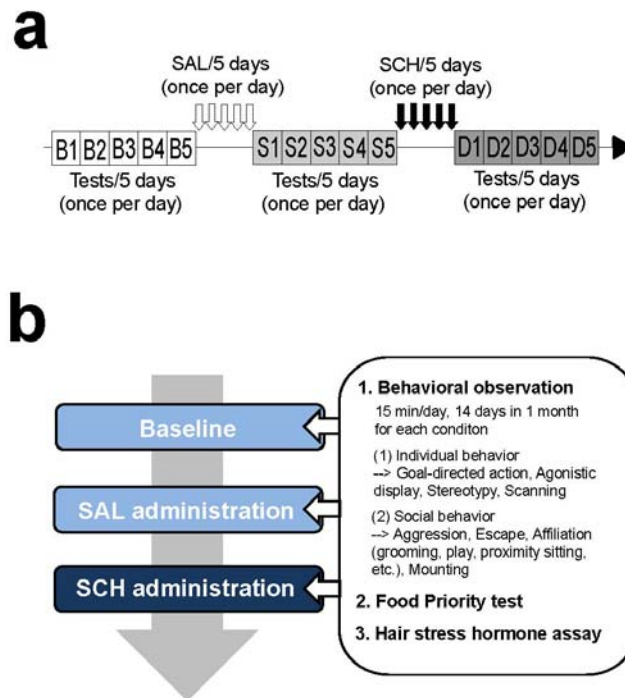 a
SAL/5 days
(once per day)
SCH/5 days
(once per day)
B1 B2 B3 B4 B5
S1 S2 S3 S4 S5
D1 D2 D3 D4 D5
Tests/5 days
(once per day)
Tests/5 days
(once per day)
Tests/5 days
(once per day)
b
Baseline
SAL administration
SCH administration
1. Behavioral observation
15 min/day, 14 days in 1 month
for each conditon
(1) Individual behavior
--> Goal-directed action, Agonistic
display, Stereotypy, Scanning
(2) Social behavior
--> Aggression, Escape, Affiliation
(grooming, play, proximity sitting,
etc.), Mounting
2. Food Priority test
3. Hair stress hormone assay